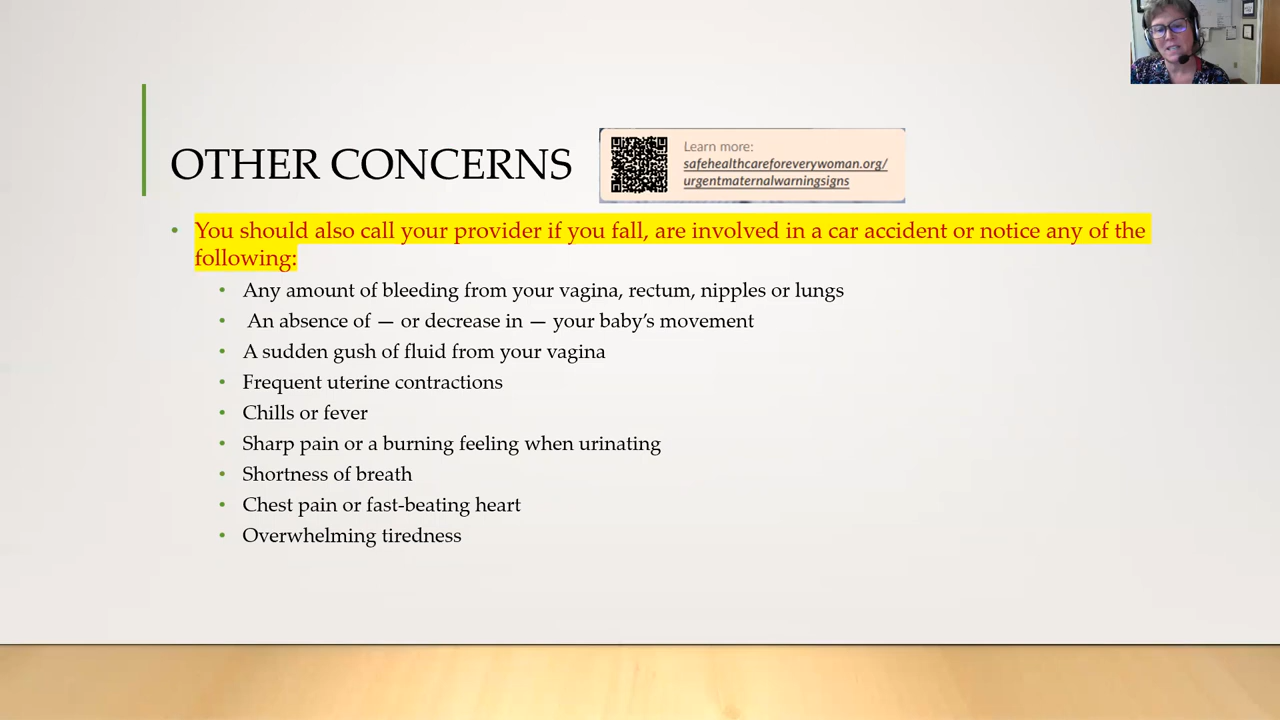 OTHER CONCERNS
Learn more:
safehealthcareforeverywoman.org/
urgentmaternalwarningsigns
• You should also call your provider if you fall, are involved in a car accident or notice any of the
following:
• Any amount of bleeding from your vagina, rectum, nipples or lungs
• An absence of — or decrease in — your baby’s movement
• A sudden gush of fluid from your vagina
• Frequent uterine contractions
• Chills or fever
• Sharp pain or a burning feeling when urinating
• Shortness of breath
• Chest pain or fast-beating heart
• Overwhelming tiredness